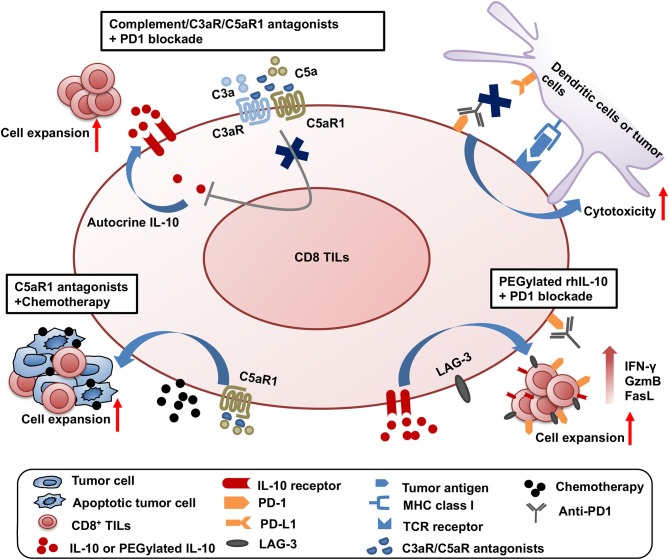 Complement/C3aR/C5aR1 antagonists
+ PD1 blockade
C5a
C3a
C3aR
C5aR1
Cell expansion
Autocrine IL-10
Dendritic cells or tumor
cells
Cytotoxicity
CD8 TILs
C5aR1 antagonists
+Chemotherapy
PEGylated rhIL-10
+ PD1 blockade
C5aR1
LAG-3
IFN-γ
GzmB
FasL
Cell expansion
Cell expansion
Tumor cell
Apoptotic tumor cell
CD8+ TILs
IL-10 or PEGylated IL-10
IL-10 receptor
PD-1
PD-L1
LAG-3
Tumor antigen
MHC class I
TCR receptor
C3aR/C5aR antagonists
Chemotherapy
Anti-PD1